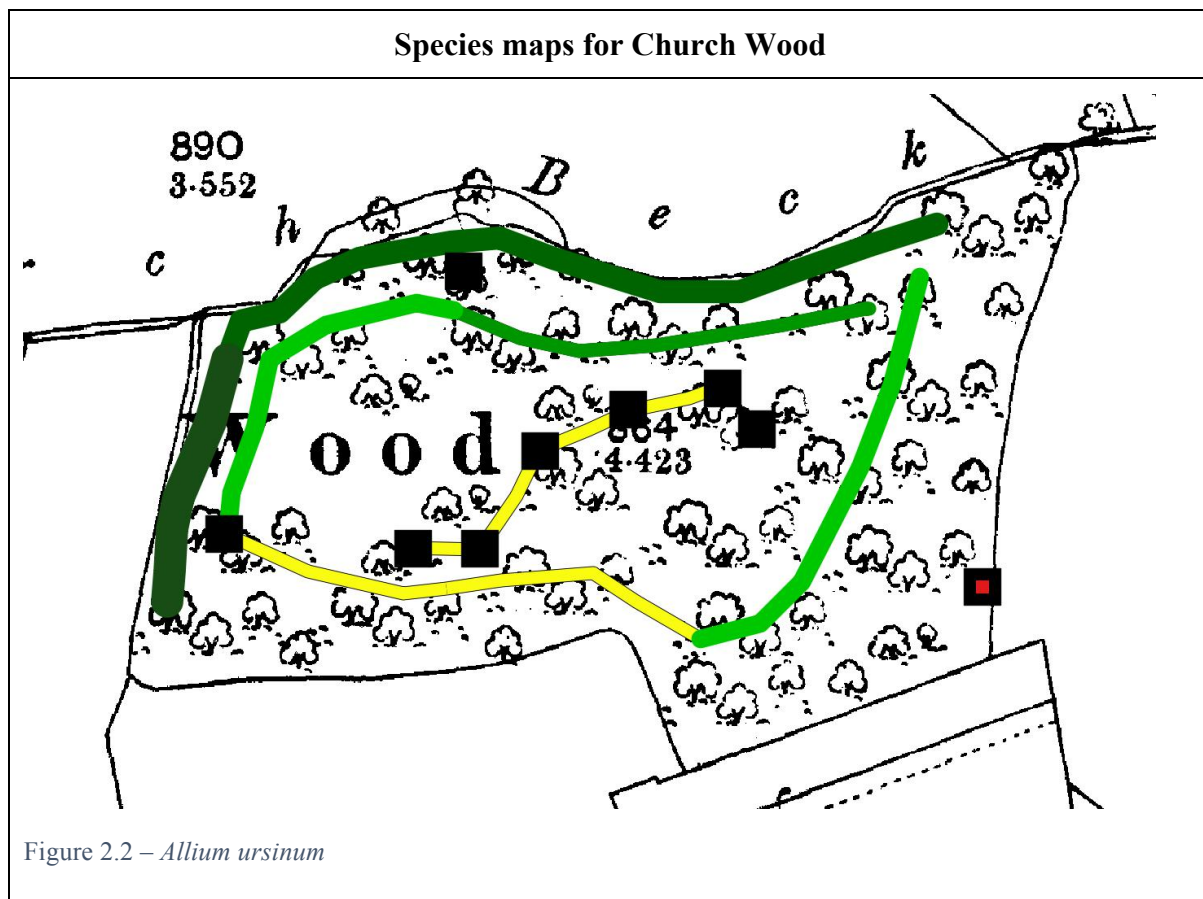 Species maps for Church Wood
890
3·552
c h B e c k
W o o d
864
4·423
Figure 2.2 – Allium ursinum